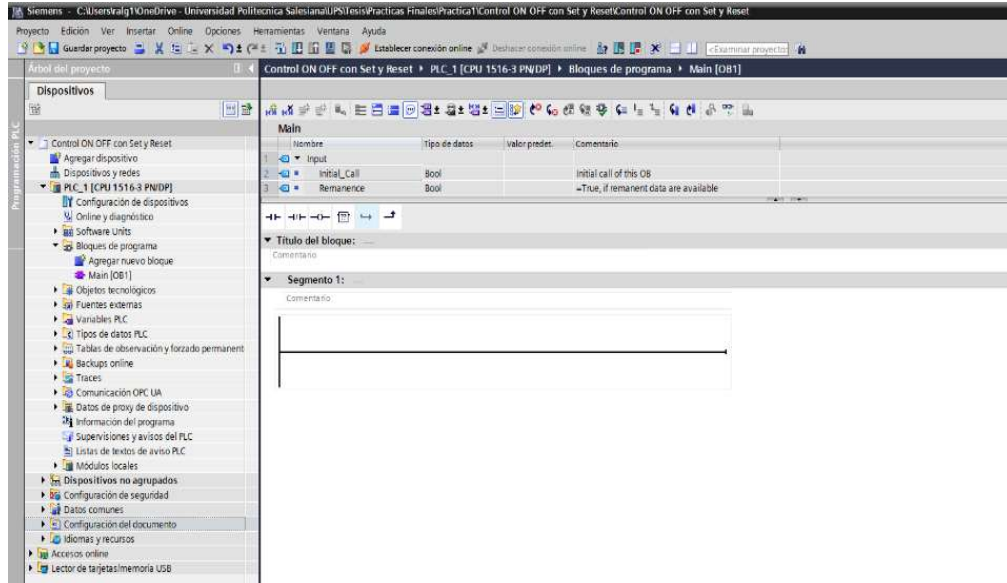 Siemens - C:\Users\ralg1\OneDrive - Universidad Politecnica Salesiana\UPS\Tesis\Practicas Finales\Practica1\Control ON OFF con Set y Reset\Control ON OFF con Set y Reset
Proyecto Edición Ver Insertar Online Opciones Herramientas Ventana Ayuda
Guardar proyecto Establecer conexión online Deshacer conexión online <Examinar proyecto>
Árbol del proyecto
Control ON OFF con Set y Reset PLC_1 [CPU 1516-3 PN/DP] Bloques de programa Main [OB1]
Dispositivos
Programación PLC
Control ON OFF con Set y Reset
Agregar dispositivo
Dispositivos y redes
PLC_1 [CPU 1516-3 PN/DP]
Configuración de dispositivos
Online y diagnóstico
Software Units
Bloques de programa
Agregar nuevo bloque
Main [OB1]
Objetos tecnológicos
Fuentes externas
Variables PLC
Tipos de datos PLC
Tablas de observación y forzado permanent
Backups online
Traces
Comunicación OPC UA
Datos de proxy de dispositivo
Información del programa
Supervisiones y avisos del PLC
Listas de textos de aviso PLC
Módulos locales
Dispositivos no agrupados
Configuración de seguridad
Datos comunes
Configuración del documento
Idiomas y recursos
Accesos online
Lector de tarjetas/memoria USB
Main
Nombre Tipo de datos Valor predet. Comentario
1 Input
2 Initial_Call Bool Initial call of this OB
3 Remanence Bool =True, if remanent data are available
Título del bloque: .....
Comentario
Segmento 1: .....
Comentario